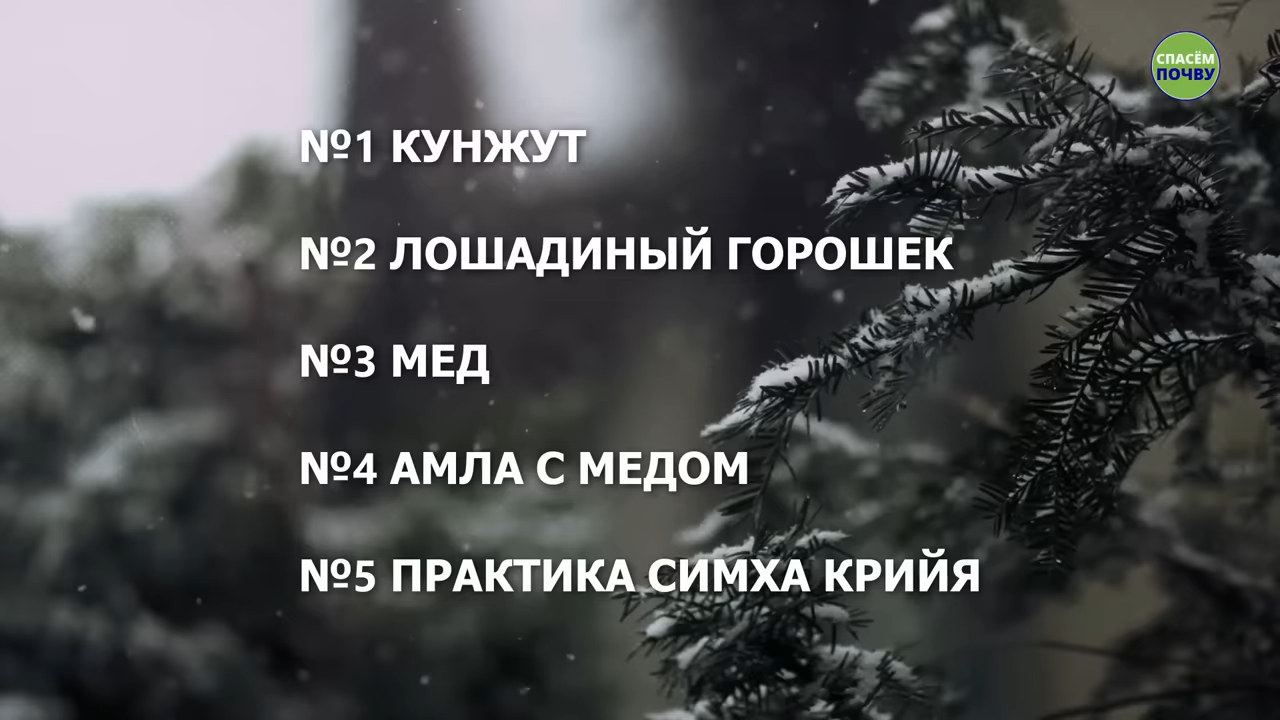 СПАСЁМ
ПОЧВУ
№1 КУНЖУТ
№2 ЛОШАДИНЫЙ ГОРОШЕК
№3 МЕД
№4 АМЛА С МЕДОМ
№5 ПРАКТИКА СИМХА КРИЙЯ